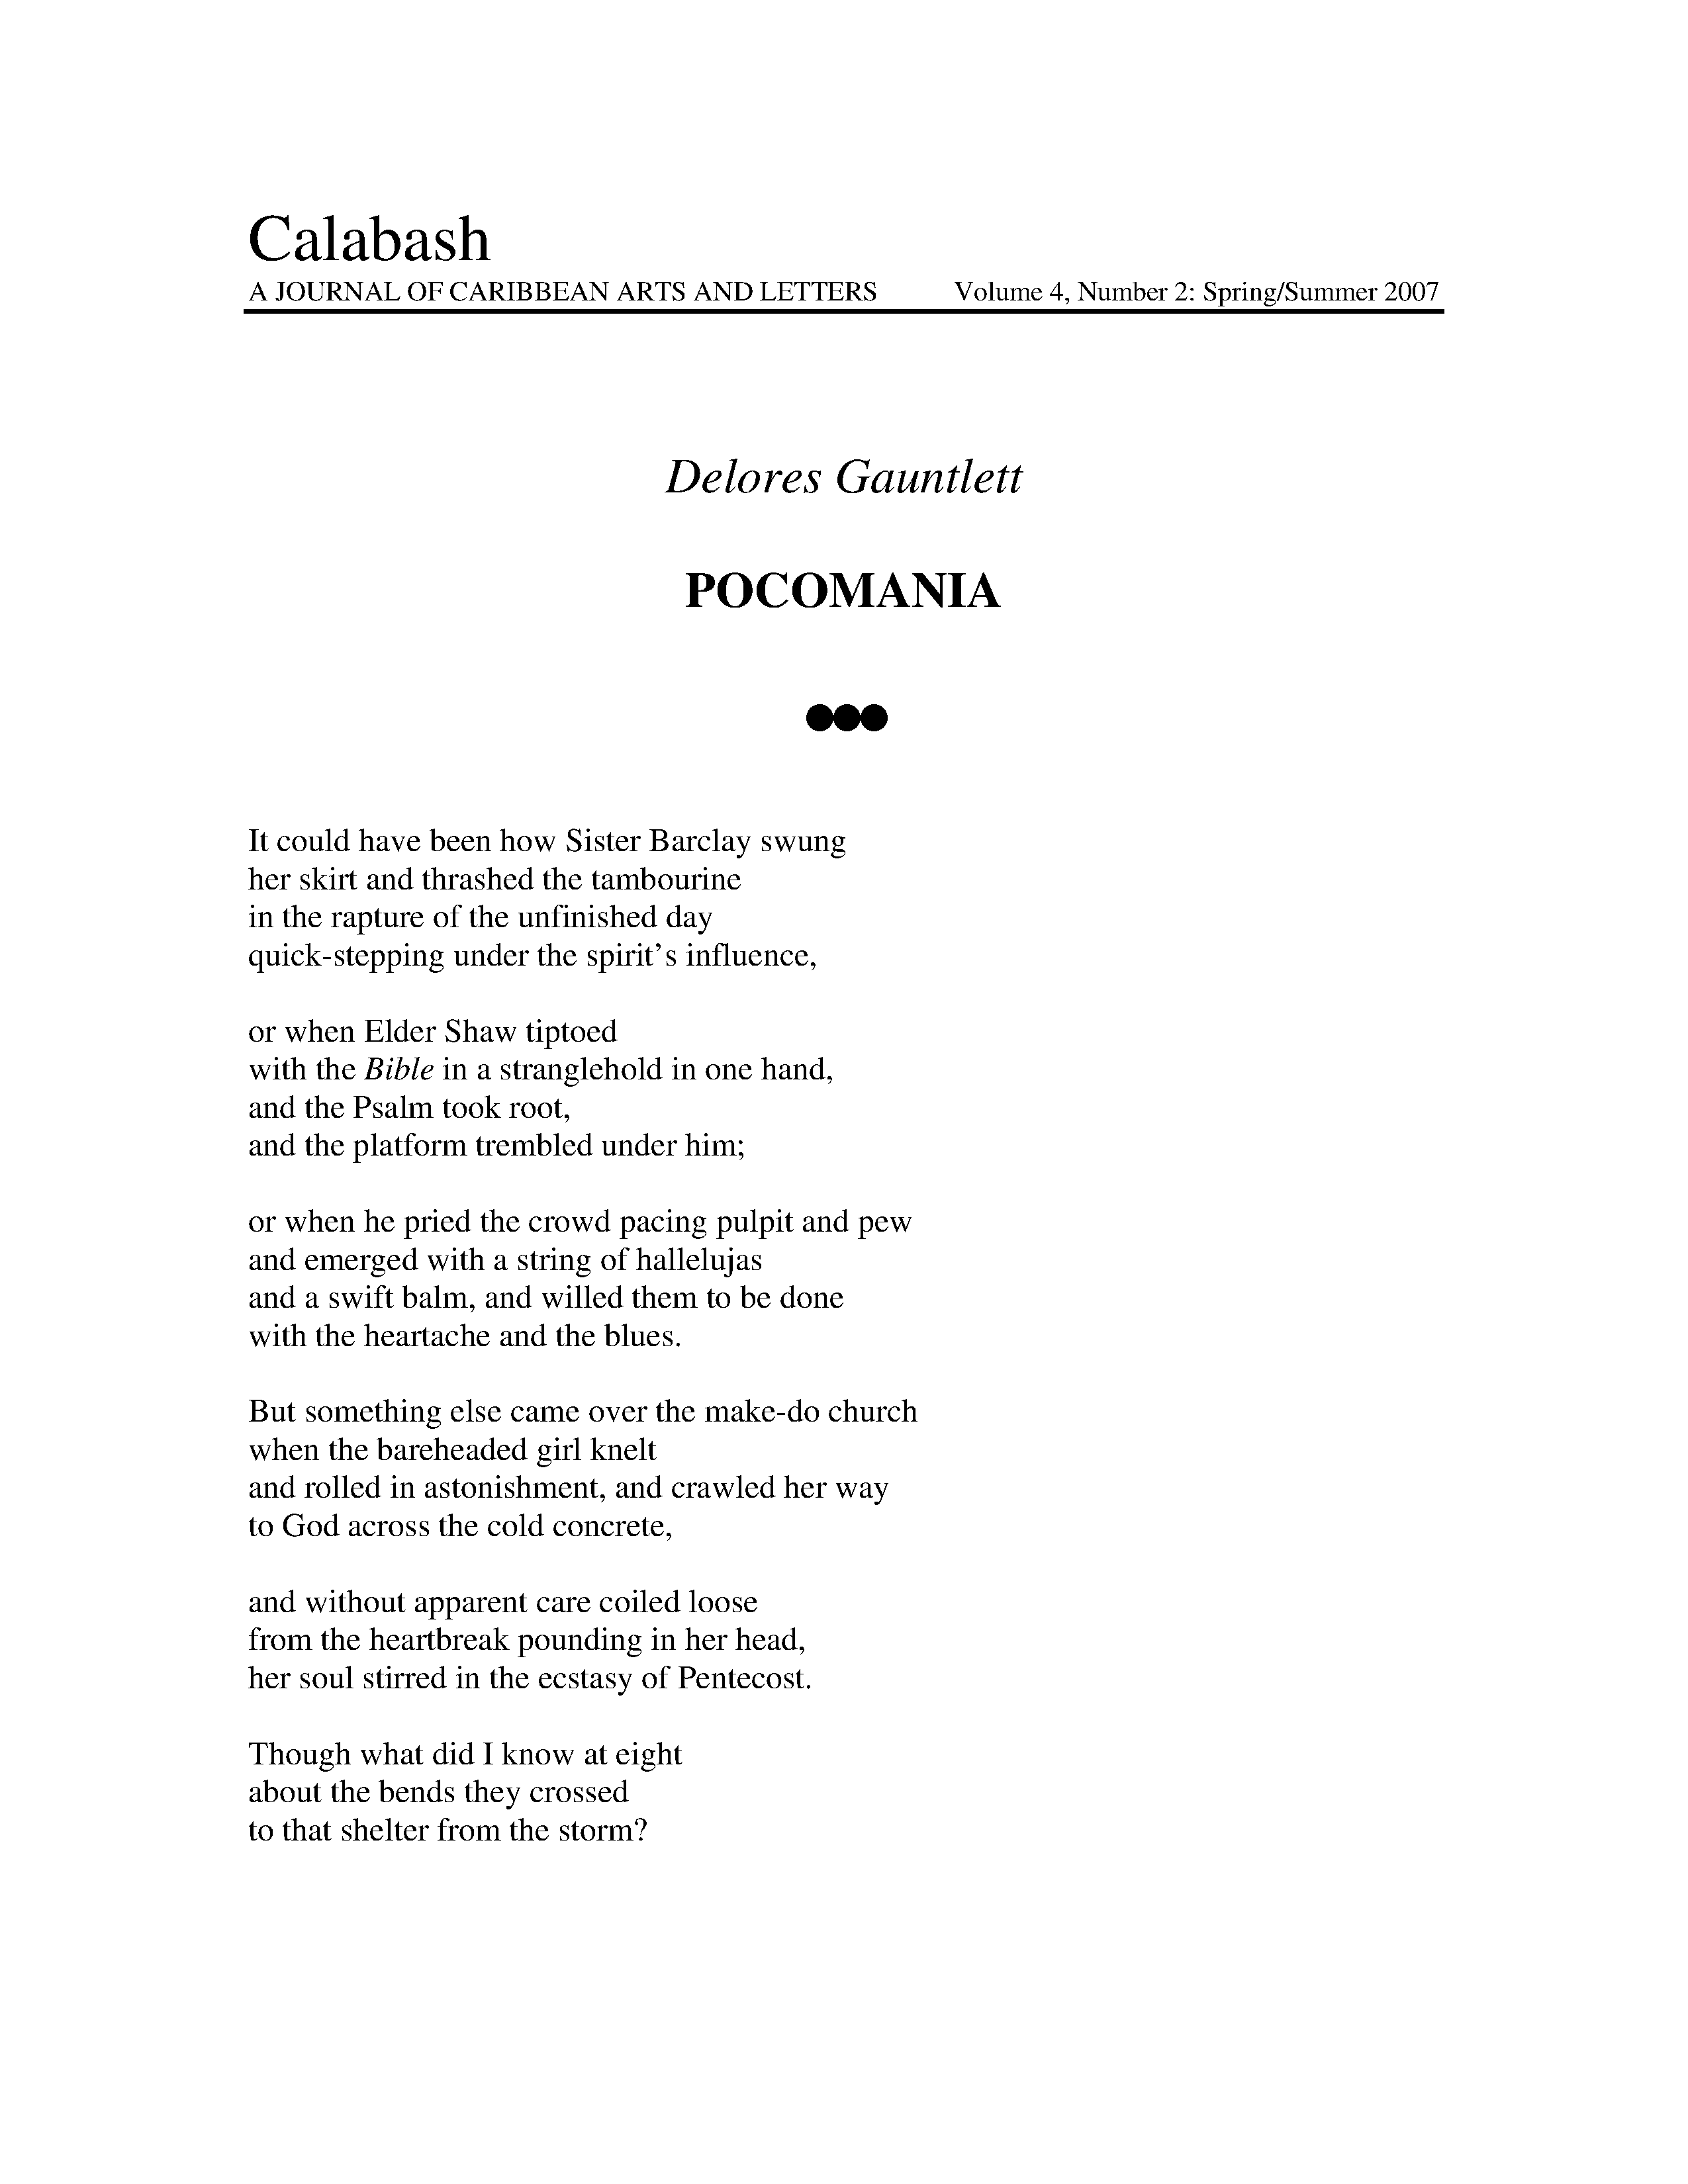 Calabash
A JOURNAL OF CARIBBEAN ARTS AND LETTERS Volume 4, Number 2: Spring/Summer 2007
Delores Gauntlett
POCOMANIA
It could have been how Sister Barclay swung
her skirt and thrashed the tambourine
in the rapture of the unfinished day
quick-stepping under the spirit's influence,
or when Elder Shaw tiptoed
with the Bible in a stranglehold in one hand,
and the Psalm took root,
and the platform trembled under him;
or when he pried the crowd pacing pulpit and pew
and emerged with a string of hallelujas
and a swift balm, and willed them to be done
with the heartache and the blues.
But something else came over the make-do church
when the bareheaded girl knelt
and rolled in astonishment, and crawled her way
to God across the cold concrete,
and without apparent care coiled loose
from the heartbreak pounding in her head,
her soul stirred in the ecstasy of Pentecost.
Though what did I know at eight
about the bends they crossed
to that shelter from the storm?